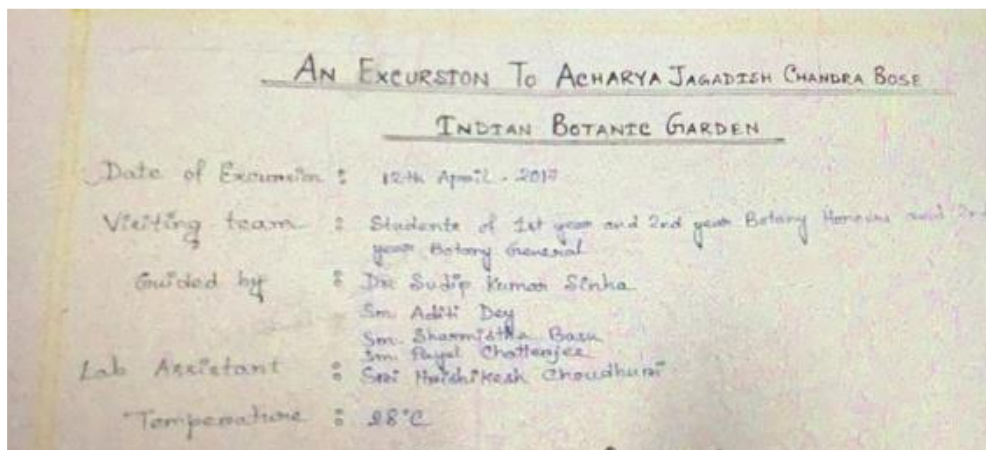 AN EXCURSION TO ACHARYA JAGADISH CHANDRA BOSE
INDIAN BOTANIC GARDEN
Date of Excursion : 12th April - 2017
Visiting team : Students of 1st year and 2nd year Botany Honours and 2nd
year Botany General
Guided by : Dr. Sudip Kumar Sinha
Sm. Aditi Dey
Sm. Sharmistha Basu
Sm. Payel Chatterjee
Lab Assistant : Sri Hrishikesh Choudhuri
Temperature : 28°C